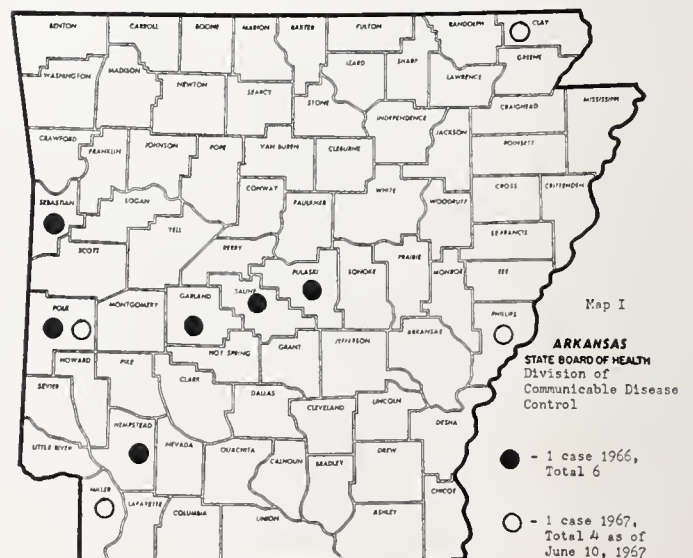 BENTON CARROLL BOONE MARION BAXTER FULTON RANDOLPH CLAY
WASHINGTON MADISON NEWTON SEARCY STONE IZARD SHARP LAWRENCE GREENE
INDEPENDENCE CRAIGHEAD MISSISSIPPI
CRAWFORD FRANKLIN JOHNSON POPE VAN BUREN CLEBURNE JACKSON POINSETT
SEBASTIAN LOGAN CONWAY FAULKNER WHITE WOODRUFF CROSS CRITTENDEN
SCOTT YELL PERRY PULASKI LONOKE PRAIRIE MONROE ST FRANCIS
LEE
POLK MONTGOMERY GARLAND SALINE PHILLIPS
HOWARD PIKE HOT SPRING GRANT JEFFERSON ARKANSAS
SEVIER CLARK DALLAS CLEVELAND LINCOLN DESHA
LITTLE RIVER HEMPSTEAD NEVADA OUACHITA CALHOUN BRADLEY DREW
MILLER LAFAYETTE COLUMBIA UNION ASHLEY CHICOT
Map I
ARKANSAS
STATE BOARD OF HEALTH
Division of
Communicable Disease
Control
- 1 case 1966,
Total 6
- 1 case 1967,
Total 4 as of
June 10, 1967